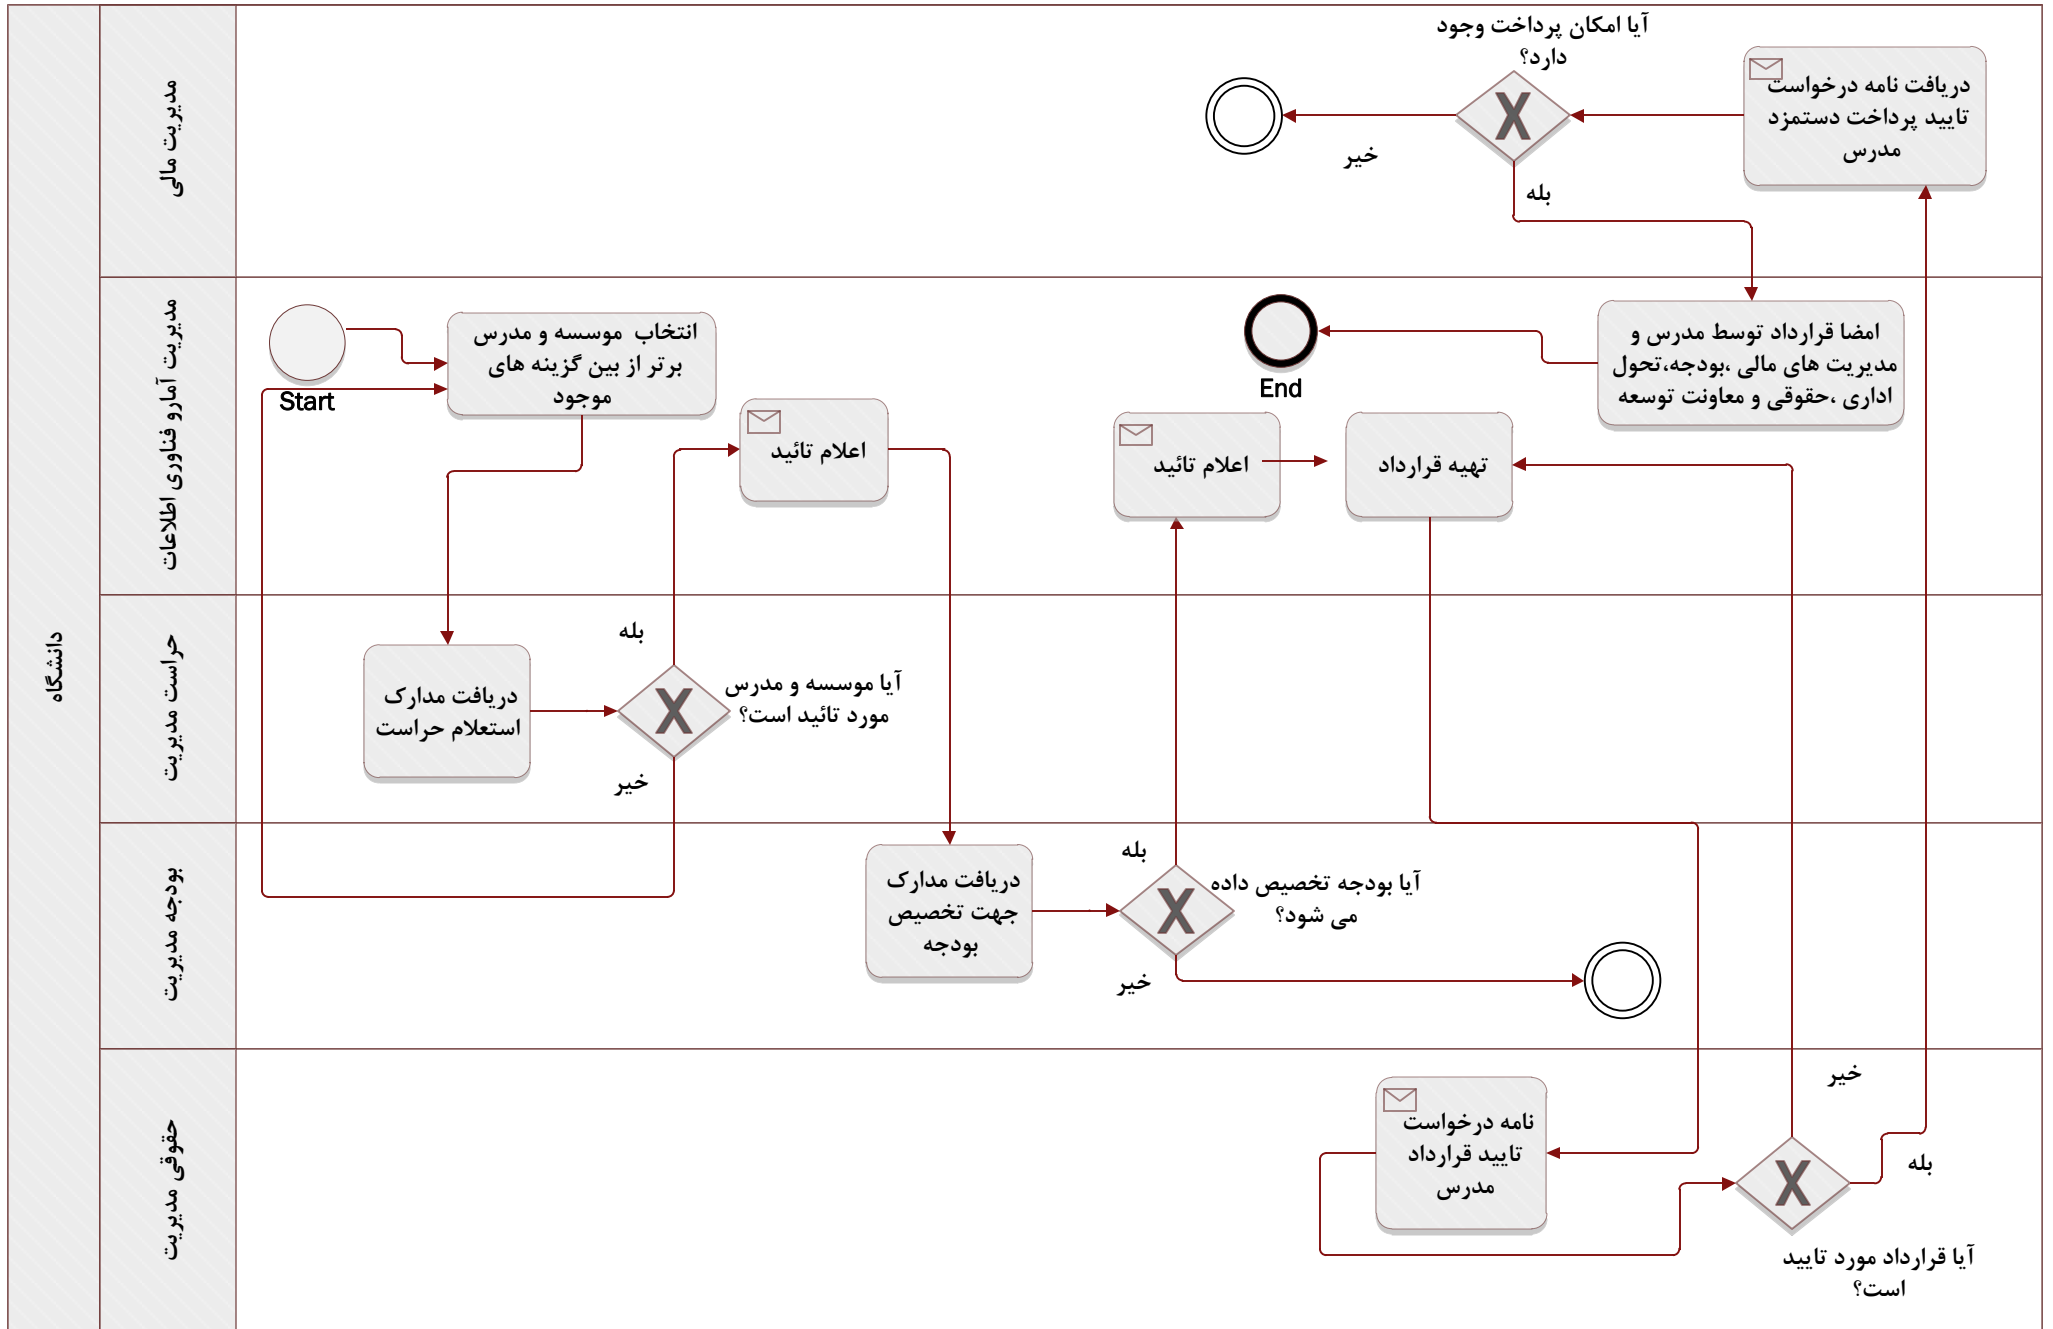 دانشگاه
مدیریت مالی
آیا امکان پرداخت وجود
دارد؟
دریافت نامه درخواست
تایید پرداخت دستمزد
مدرس
خیر
بله
مدیریت آمارو فناوری اطلاعات
Start
انتخاب موسسه و مدرس
برتر از بین گزینه های
موجود
اعلام تائید
End
امضا قرارداد توسط مدرس و
مدیریت های مالی ،بودجه،تحول
اداری ،حقوقی و معاونت توسعه
اعلام تائید
تهیه قرارداد
حراست مدیریت
دریافت مدارک
استعلام حراست
بله
آیا موسسه و مدرس
مورد تائید است؟
خیر
بودجه مدیریت
دریافت مدارک
جهت تخصیص
بودجه
بله
آیا بودجه تخصیص داده
می شود؟
خیر
حقوقی مدیریت
نامه درخواست
تایید قرارداد
مدرس
خیر
بله
آیا قرارداد مورد تایید
است؟